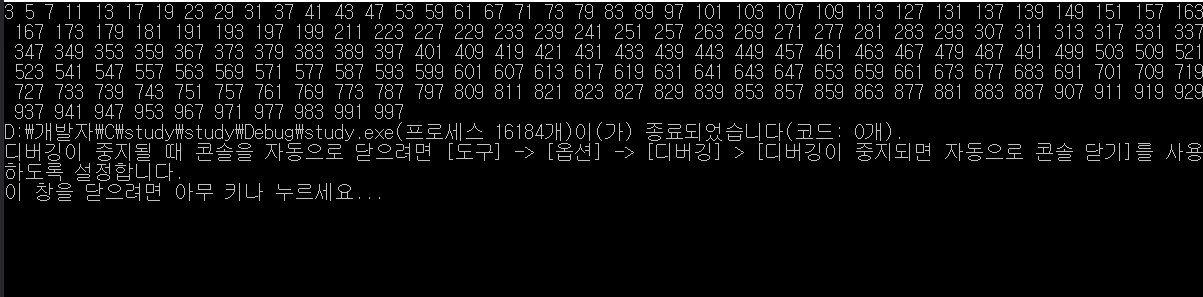 3 5 7 11 13 17 19 23 29 31 37 41 43 47 53 59 61 67 71 73 79 83 89 97 101 103 107 109 113 127 131 137 139 149 151 157 163
167 173 179 181 191 193 197 199 211 223 227 229 233 239 241 251 257 263 269 271 277 281 283 293 307 311 313 317 331 337
347 349 353 359 367 373 379 383 389 397 401 409 419 421 431 433 439 443 449 457 461 463 467 479 487 491 499 503 509 521
523 541 547 557 563 569 571 577 587 593 599 601 607 613 617 619 631 641 643 647 653 659 661 673 677 683 691 701 709 719
727 733 739 743 751 757 761 769 773 787 797 809 811 821 823 827 829 839 853 857 859 863 877 881 883 887 907 911 919 929
937 941 947 953 967 971 977 983 991 997
D:\개발자\C\study\study\Debug\study.exe(프로세스 16184개)이(가) 종료되었습니다(코드: 0개).
디버깅이 중지될 때 콘솔을 자동으로 닫으려면 [도구] -> [옵션] -> [디버깅] > [디버깅이 중지되면 자동으로 콘솔 닫기]를 사용
하도록 설정합니다.
이 창을 닫으려면 아무 키나 누르세요...